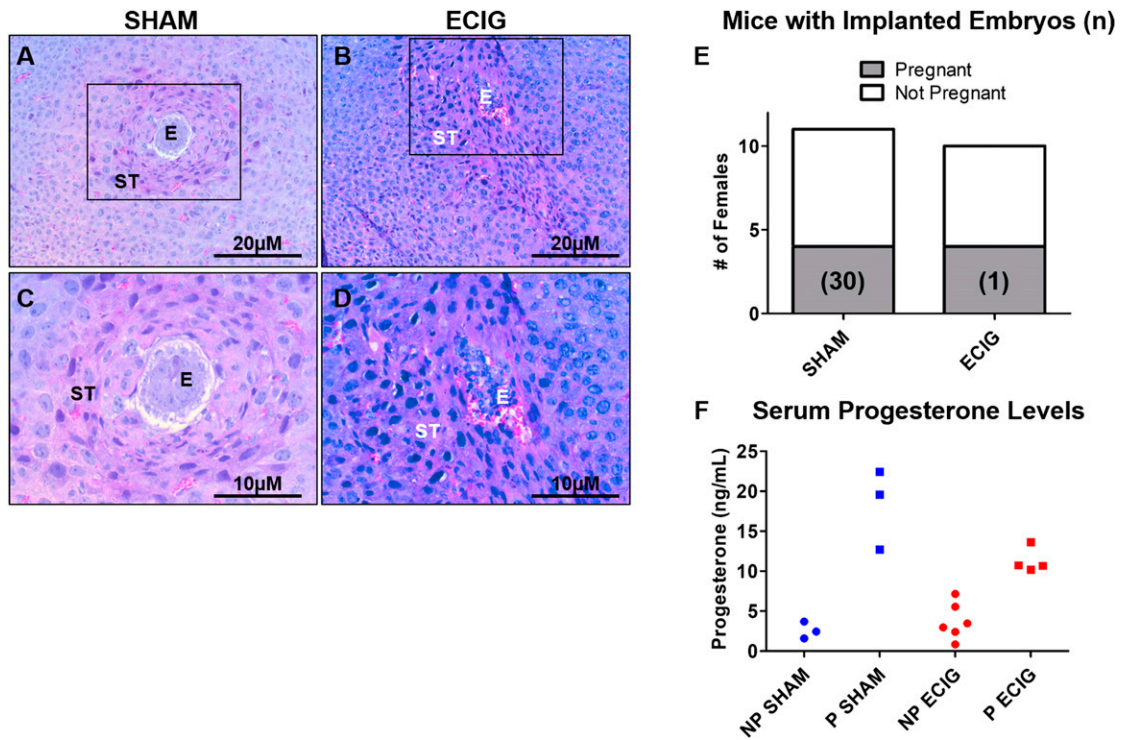 SHAM
ECIG
A
E
ST
20µM
B
E
ST
20µM
C
E
ST
10µM
D
E
ST
10µM
Mice with Implanted Embryos (n)
E
Pregnant
Not Pregnant
# of Females
10
5
0
(30)
(1)
SHAM
ECIG
F
Serum Progesterone Levels
Progesterone (ng/mL)
25
20
15
10
5
0
NP SHAM
P SHAM
NP ECIG
P ECIG